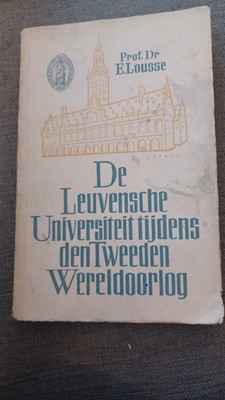 Prof. Dr
E. Lousse
De
Leuvensche
Universiteit tijdens
den Tweeden
Wereldoorlog